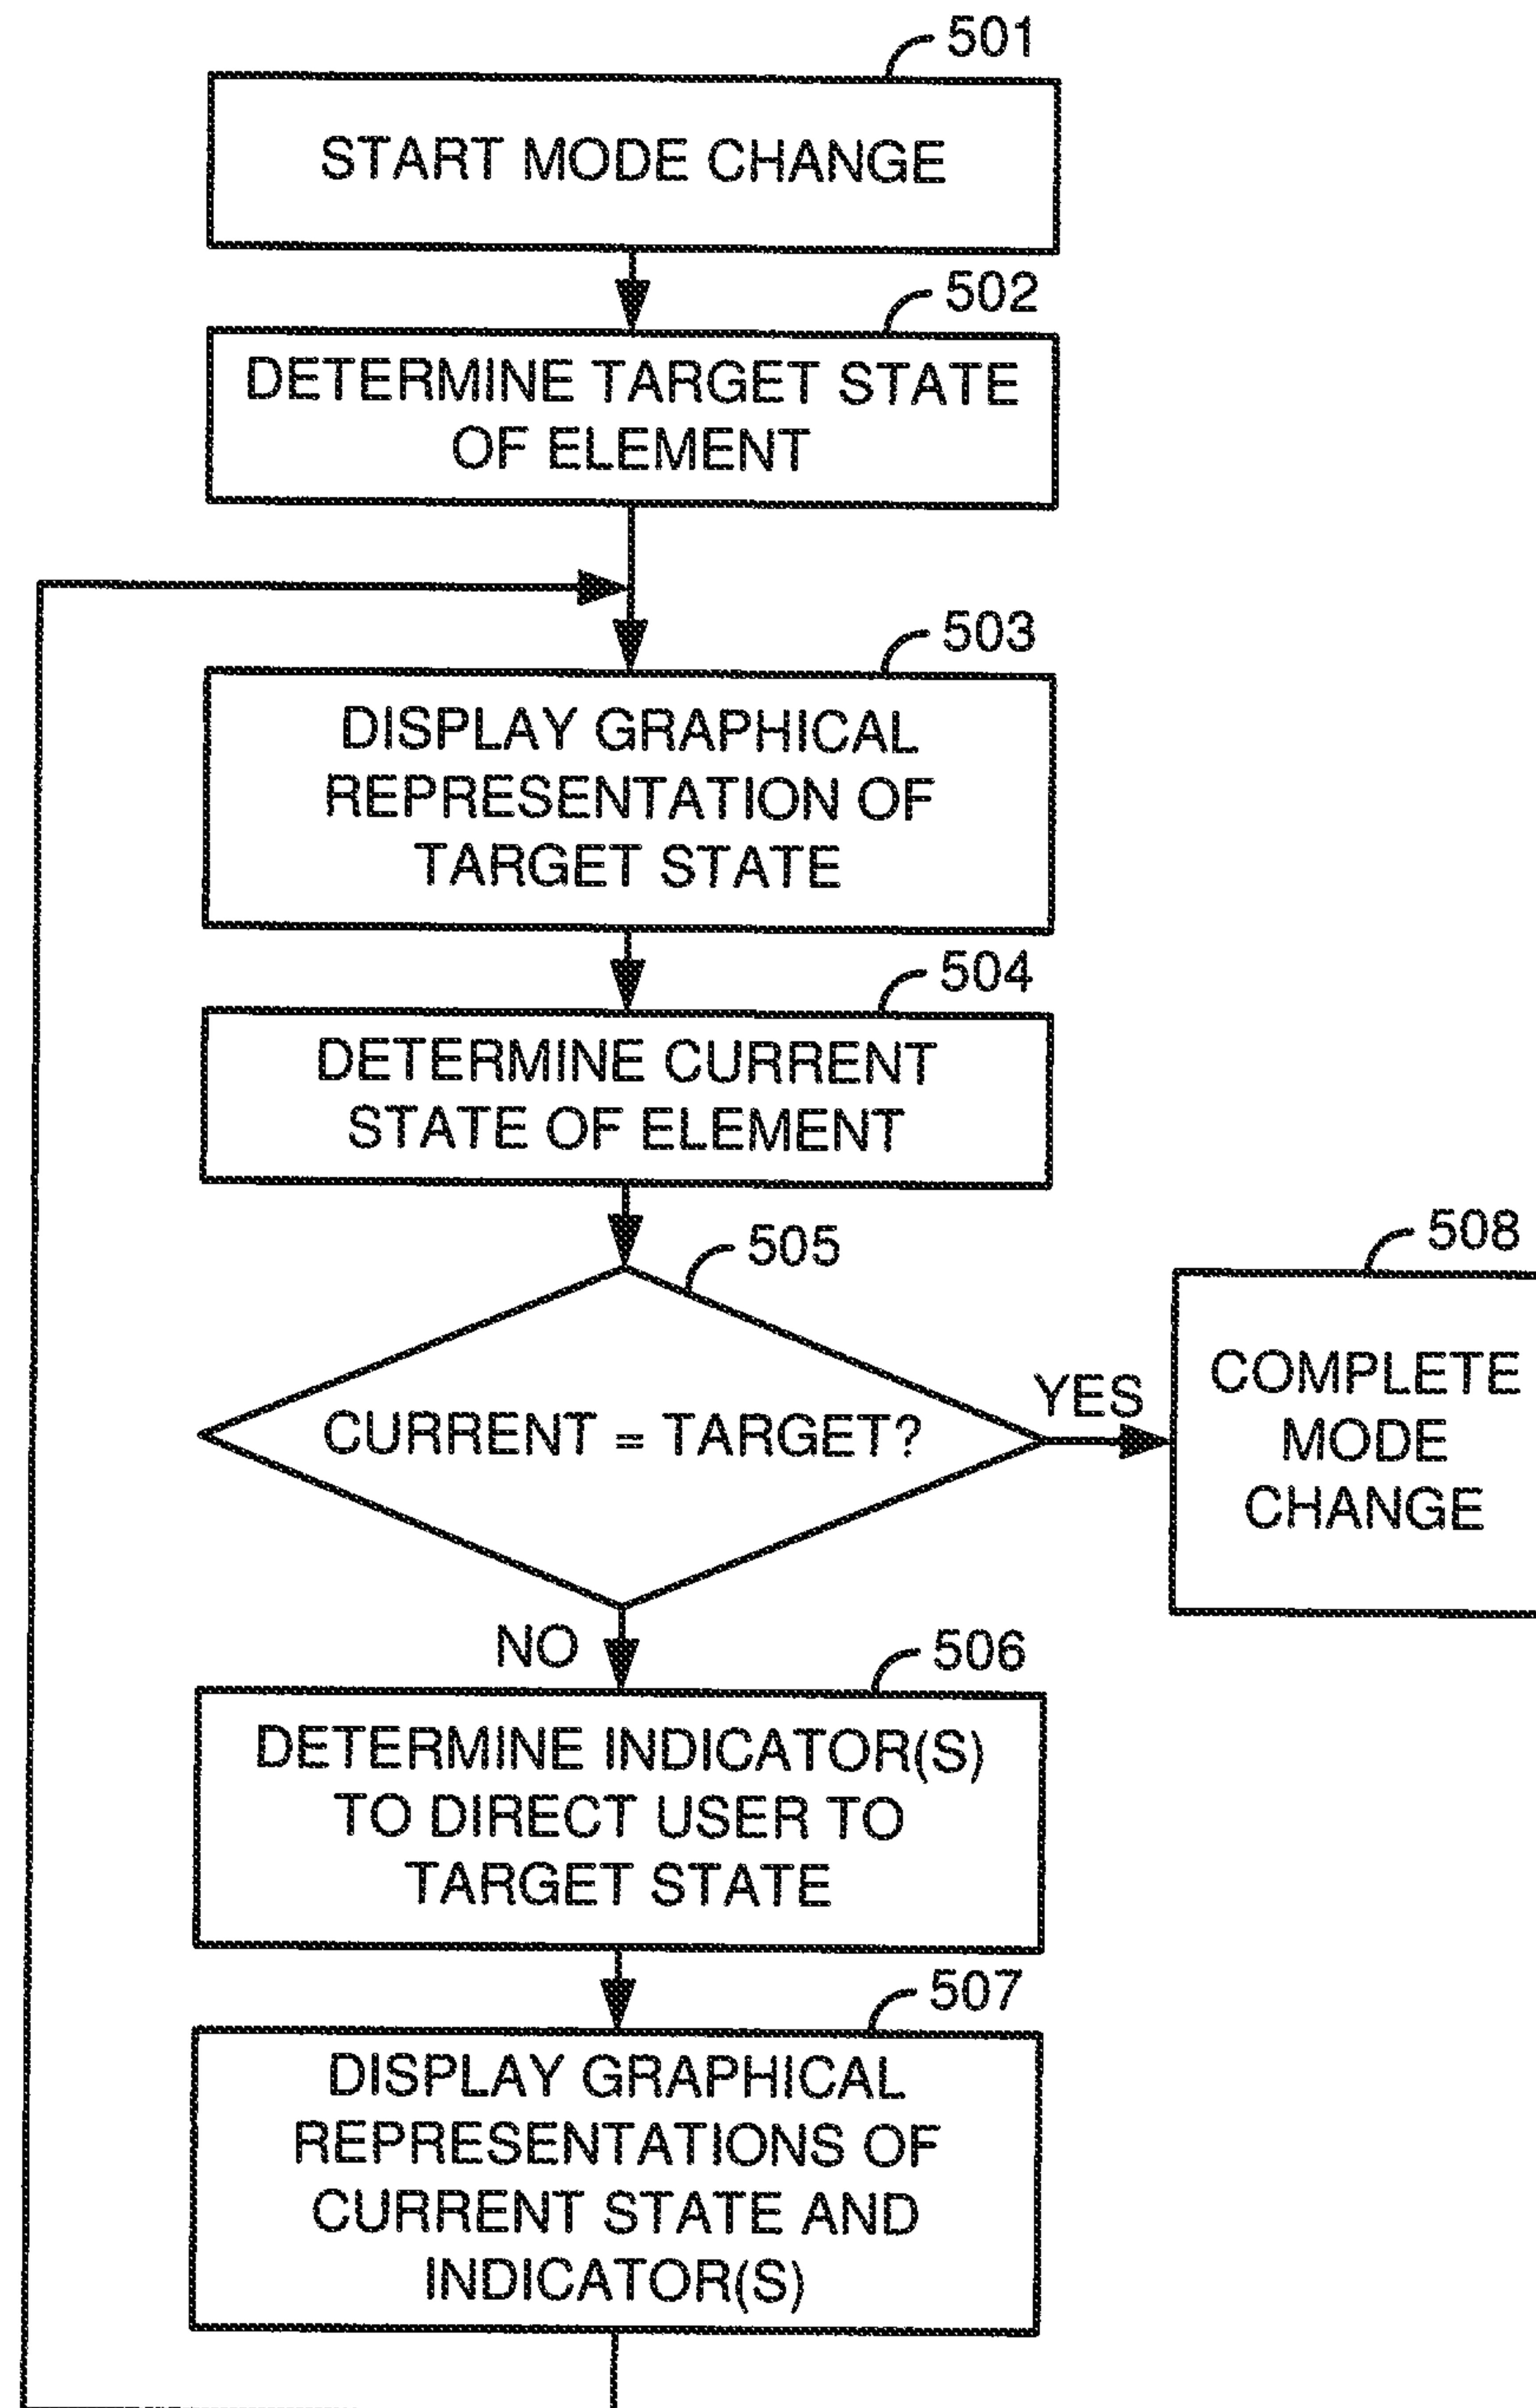 501
START MODE CHANGE
502
DETERMINE TARGET STATE
OF ELEMENT
503
DISPLAY GRAPHICAL
REPRESENTATION OF
TARGET STATE
504
DETERMINE CURRENT
STATE OF ELEMENT
505
CURRENT = TARGET?
YES
508
COMPLETE
MODE
CHANGE
NO
506
DETERMINE INDICATOR(S)
TO DIRECT USER TO
TARGET STATE
507
DISPLAY GRAPHICAL
REPRESENTATIONS OF
CURRENT STATE AND
INDICATOR(S)